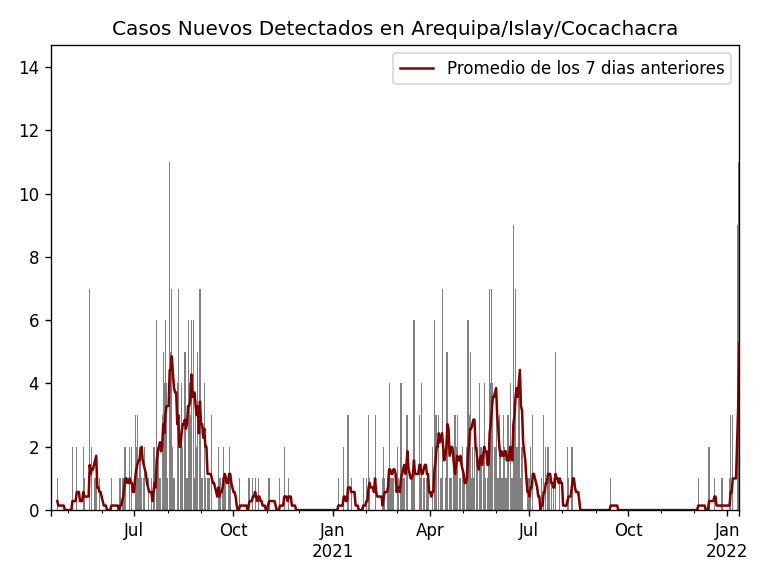 Casos Nuevos Detectados en Arequipa/Islay/Cocachacra
Promedio de los 7 dias anteriores
14
12
10
8
6
4
2
0
Jul
Oct
Jan
2021
Apr
Jul
Oct
Jan
2022